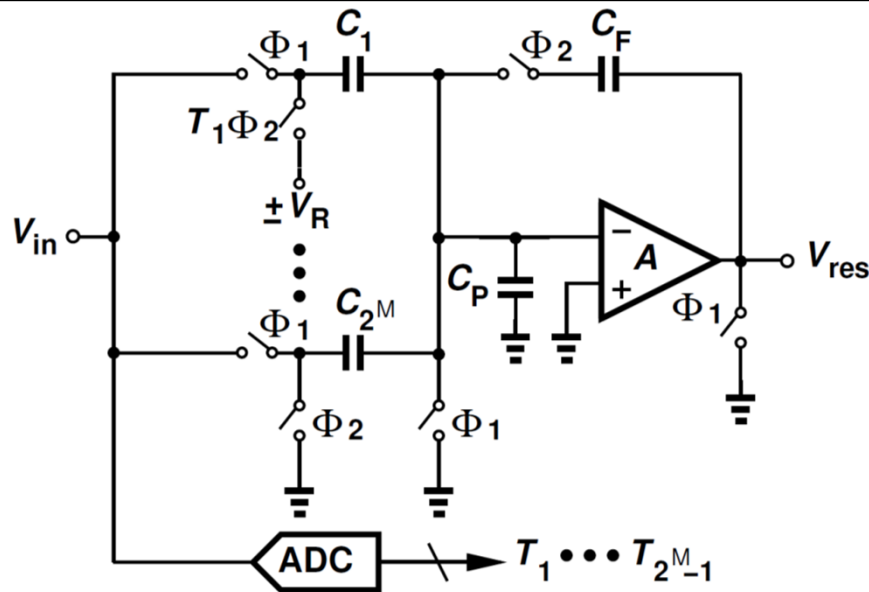 Φ1 C1 Φ2 CF
T1Φ2
± VR
Vin
A
− +
Vres
CP
Φ1 C2M
Φ1
Φ2 Φ1
ADC T1 ••• T2M−1